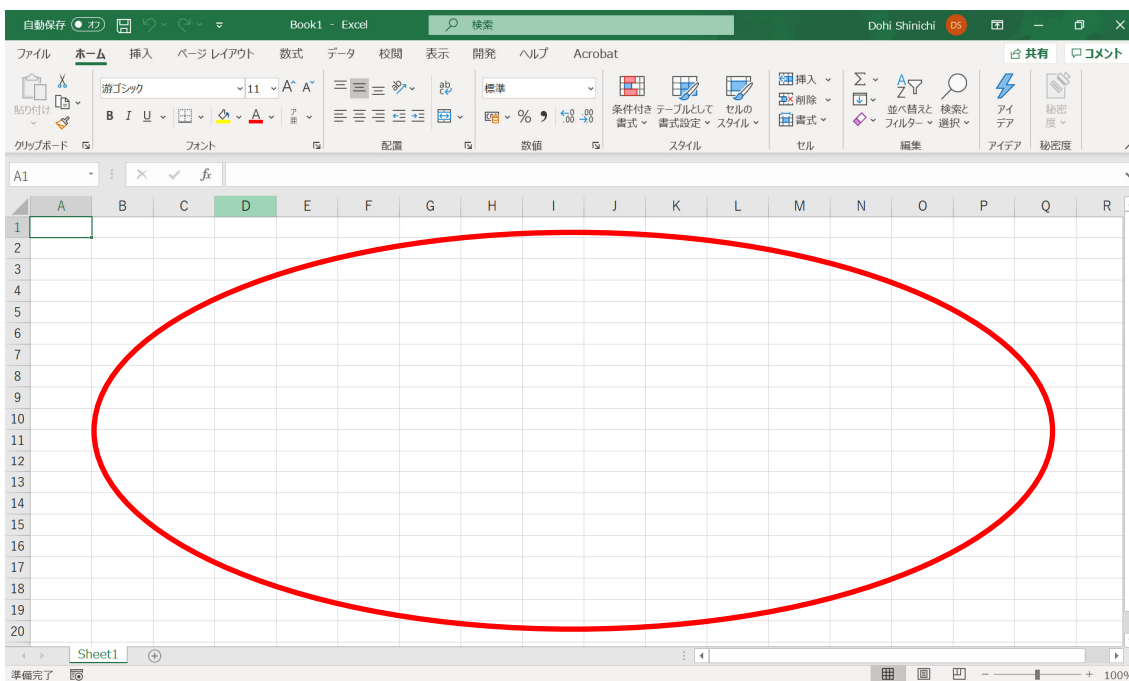 自動保存 オフ Book1 - Excel 検索 Dohi Shinichi DS
ファイル ホーム 挿入 ページ レイアウト 数式 データ 校閲 表示 開発 ヘルプ Acrobat 共有 コメント
貼り付け 游ゴシック 11 A^ Aˇ ab 標準 条件付き書式 テーブルとして書式設定 セルのスタイル 挿入 削除 書式 Σ 並べ替えとフィルター 検索と選択 アイデア 秘密度
B I U A ア亜 % 9 .00
クリップボード フォント 配置 数値 スタイル セル 編集 アイデア 秘密度
A1 fx
A B C D E F G H I J K L M N O P Q R
1
2
3
4
5
6
7
8
9
10
11
12
13
14
15
16
17
18
19
20
Sheet1
準備完了 100%